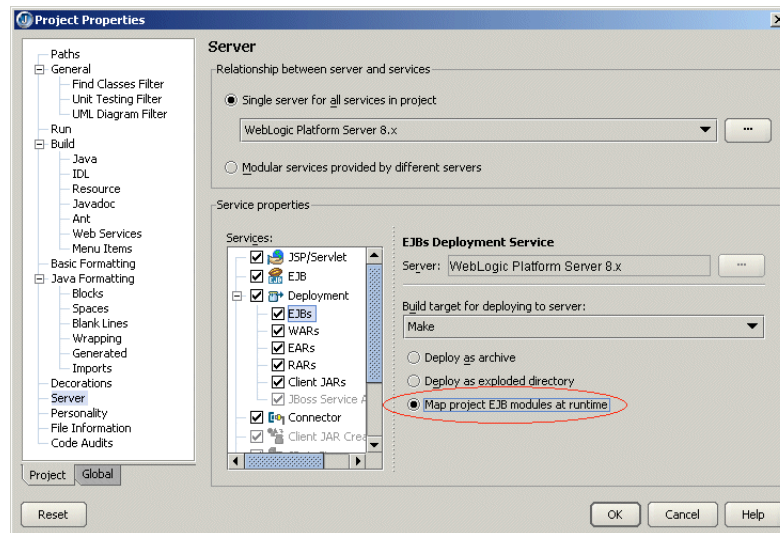 Project Properties
Paths
General
Find Classes Filter
Unit Testing Filter
UML Diagram Filter
Run
Build
Java
IDL
Resource
Javadoc
Ant
Web Services
Menu Items
Basic Formatting
Java Formatting
Blocks
Spaces
Blank Lines
Wrapping
Generated
Imports
Decorations
Server
Personality
File Information
Code Audits
Project
Global
Server
Relationship between server and services
Single server for all services in project
WebLogic Platform Server 8.x
...
Modular services provided by different servers
Service properties
Services:
JSP/Servlet
EJB
Deployment
EJBs
WARs
EARs
RARs
Client JARs
JBoss Service A
Connector
Client JAR Crea
EJBs Deployment Service
Server: WebLogic Platform Server 8.x
...
Build target for deploying to server:
Make
Deploy as archive
Deploy as exploded directory
Map project EJB modules at runtime
Reset
OK
Cancel
Help